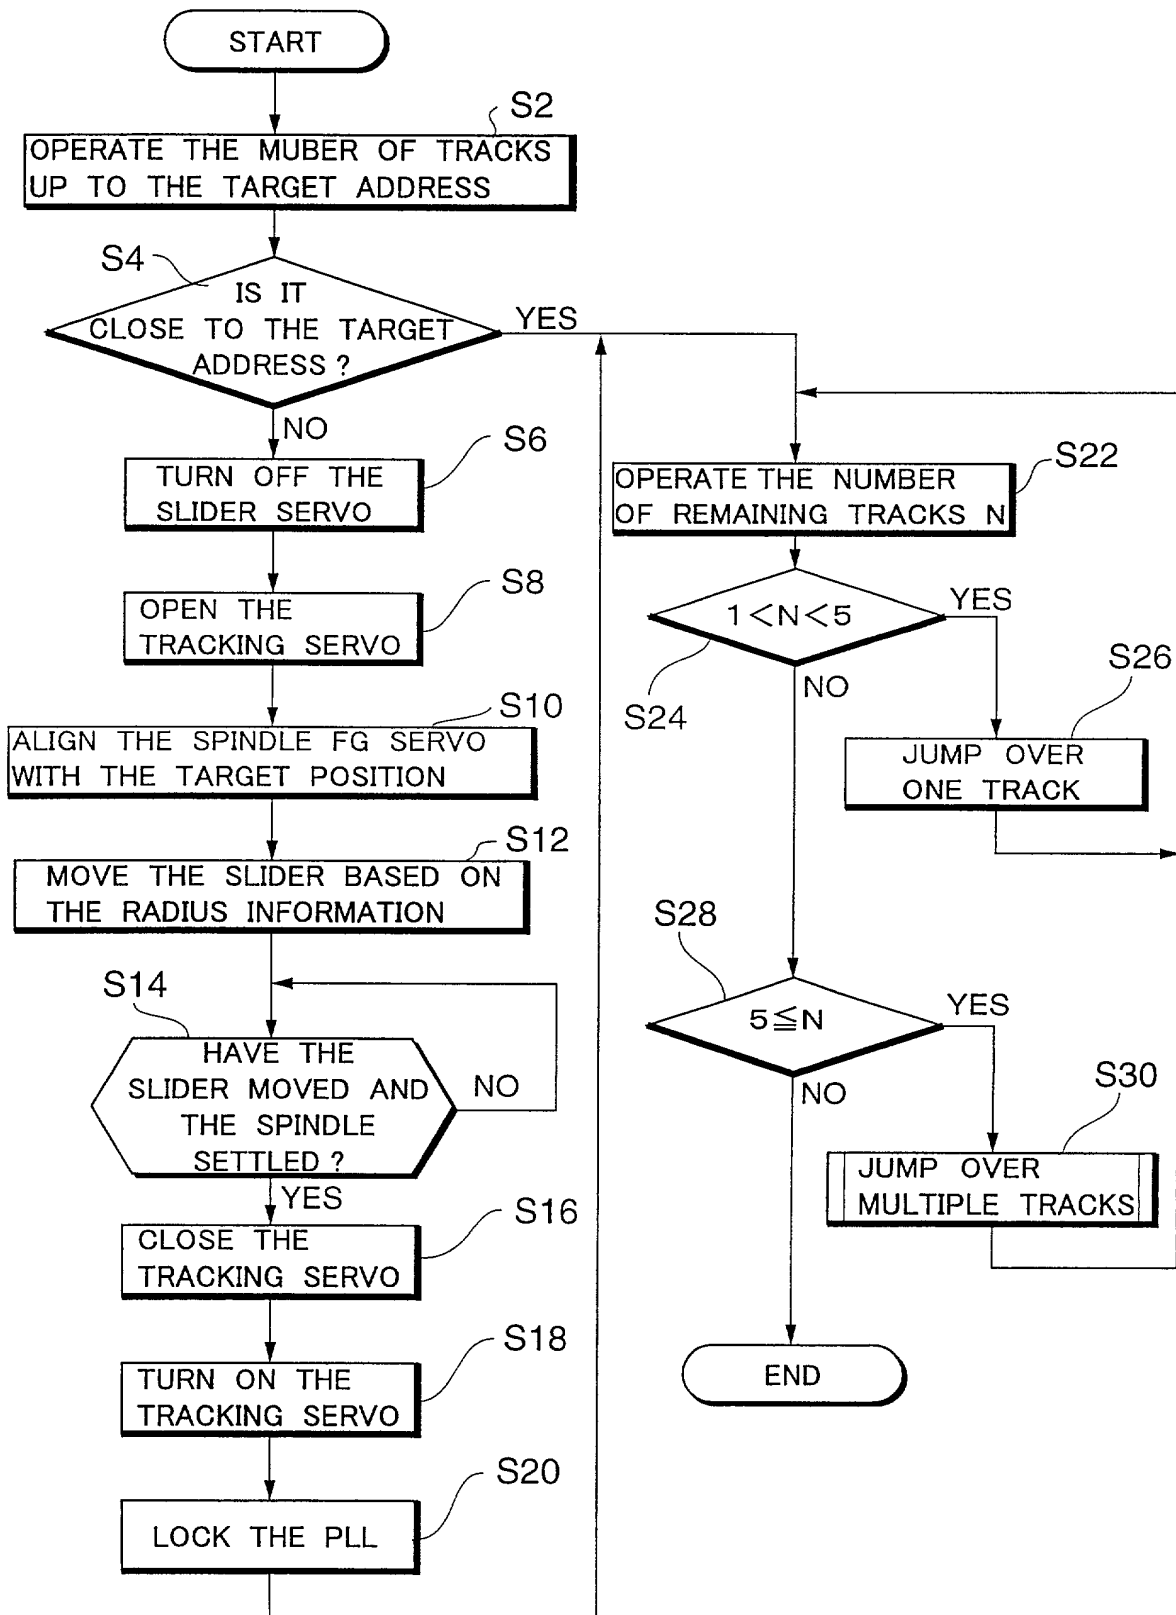 START
S2
OPERATE THE MUBER OF TRACKS
UP TO THE TARGET ADDRESS
S4
IS IT
CLOSE TO THE TARGET
ADDRESS ?
YES
NO
S6
TURN OFF THE
SLIDER SERVO
S8
OPEN THE
TRACKING SERVO
S10
ALIGN THE SPINDLE FG SERVO
WITH THE TARGET POSITION
S12
MOVE THE SLIDER BASED ON
THE RADIUS INFORMATION
S14
HAVE THE
SLIDER MOVED AND
THE SPINDLE
SETTLED ?
NO
YES
S16
CLOSE THE
TRACKING SERVO
S18
TURN ON THE
TRACKING SERVO
S20
LOCK THE PLL
S22
OPERATE THE NUMBER
OF REMAINING TRACKS N
1<N<5
YES
S24
NO
S26
JUMP OVER
ONE TRACK
S28
5≦N
YES
NO
S30
JUMP OVER
MULTIPLE TRACKS
END